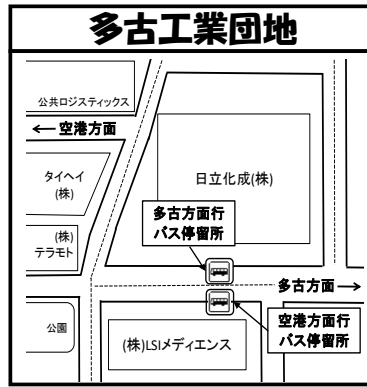 多古工業団地
公共ロジスティックス
← 空港方面
タイヘイ
(株)
日立化成(株)
多古方面行
バス停留所
(株)
テラモト
多古方面 →
公園
空港方面行
バス停留所
(株)LSIメディエンス